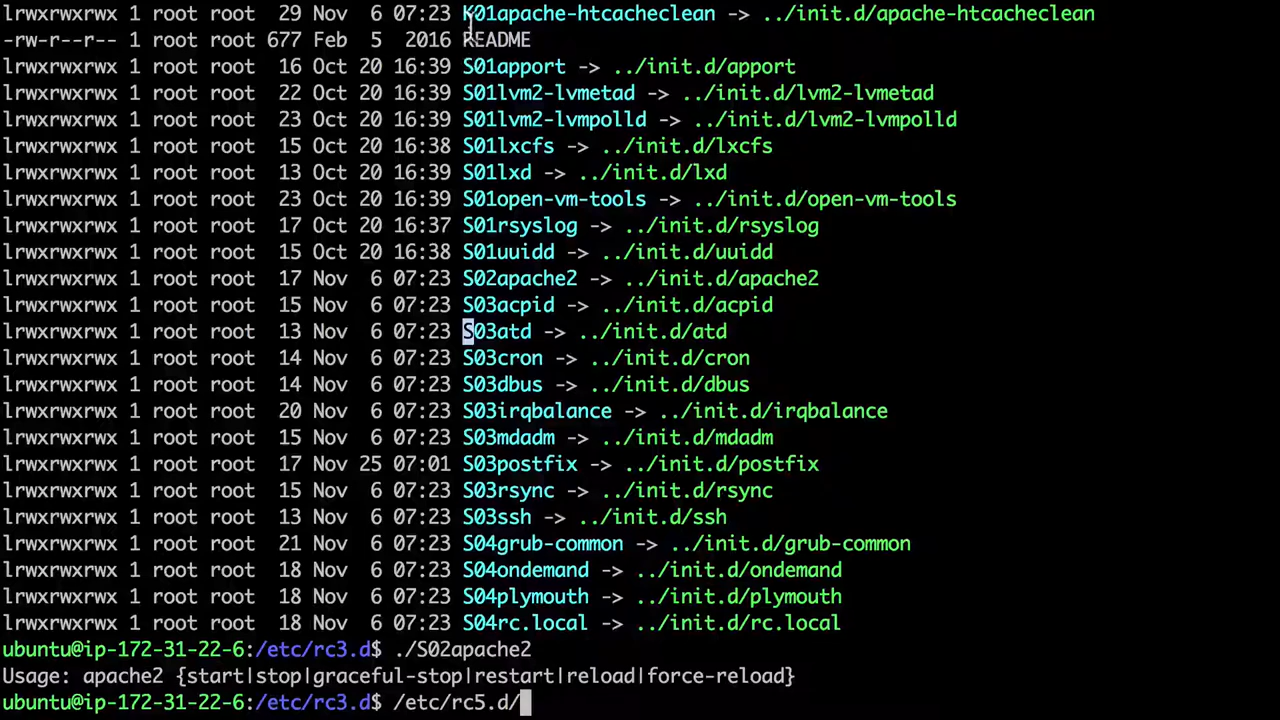 lrwxrwxrwx 1 root root  29 Nov  6 07:23 K01apache-htcacheclean -> ../init.d/apache-htcacheclean
-rw-r--r-- 1 root root 677 Feb  5  2016 README
lrwxrwxrwx 1 root root  16 Oct 20 16:39 S01apport -> ../init.d/apport
lrwxrwxrwx 1 root root  22 Oct 20 16:39 S01lvm2-lvmetad -> ../init.d/lvm2-lvmetad
lrwxrwxrwx 1 root root  23 Oct 20 16:39 S01lvm2-lvmpolld -> ../init.d/lvm2-lvmpolld
lrwxrwxrwx 1 root root  15 Oct 20 16:38 S01lxcfs -> ../init.d/lxcfs
lrwxrwxrwx 1 root root  13 Oct 20 16:39 S01lxd -> ../init.d/lxd
lrwxrwxrwx 1 root root  23 Oct 20 16:39 S01open-vm-tools -> ../init.d/open-vm-tools
lrwxrwxrwx 1 root root  17 Oct 20 16:37 S01rsyslog -> ../init.d/rsyslog
lrwxrwxrwx 1 root root  15 Oct 20 16:38 S01uuidd -> ../init.d/uuidd
lrwxrwxrwx 1 root root  17 Nov  6 07:23 S02apache2 -> ../init.d/apache2
lrwxrwxrwx 1 root root  15 Nov  6 07:23 S03acpid -> ../init.d/acpid
lrwxrwxrwx 1 root root  13 Nov  6 07:23 S03atd -> ../init.d/atd
lrwxrwxrwx 1 root root  14 Nov  6 07:23 S03cron -> ../init.d/cron
lrwxrwxrwx 1 root root  14 Nov  6 07:23 S03dbus -> ../init.d/dbus
lrwxrwxrwx 1 root root  20 Nov  6 07:23 S03irqbalance -> ../init.d/irqbalance
lrwxrwxrwx 1 root root  15 Nov  6 07:23 S03mdadm -> ../init.d/mdadm
lrwxrwxrwx 1 root root  17 Nov 25 07:01 S03postfix -> ../init.d/postfix
lrwxrwxrwx 1 root root  15 Nov  6 07:23 S03rsync -> ../init.d/rsync
lrwxrwxrwx 1 root root  13 Nov  6 07:23 S03ssh -> ../init.d/ssh
lrwxrwxrwx 1 root root  21 Nov  6 07:23 S04grub-common -> ../init.d/grub-common
lrwxrwxrwx 1 root root  18 Nov  6 07:23 S04ondemand -> ../init.d/ondemand
lrwxrwxrwx 1 root root  18 Nov  6 07:23 S04plymouth -> ../init.d/plymouth
lrwxrwxrwx 1 root root  18 Nov  6 07:23 S04rc.local -> ../init.d/rc.local
ubuntu@ip-172-31-22-6:/etc/rc3.d$ ./S02apache2
Usage: apache2 {start|stop|graceful-stop|restart|reload|force-reload}
ubuntu@ip-172-31-22-6:/etc/rc3.d$ /etc/rc5.d/